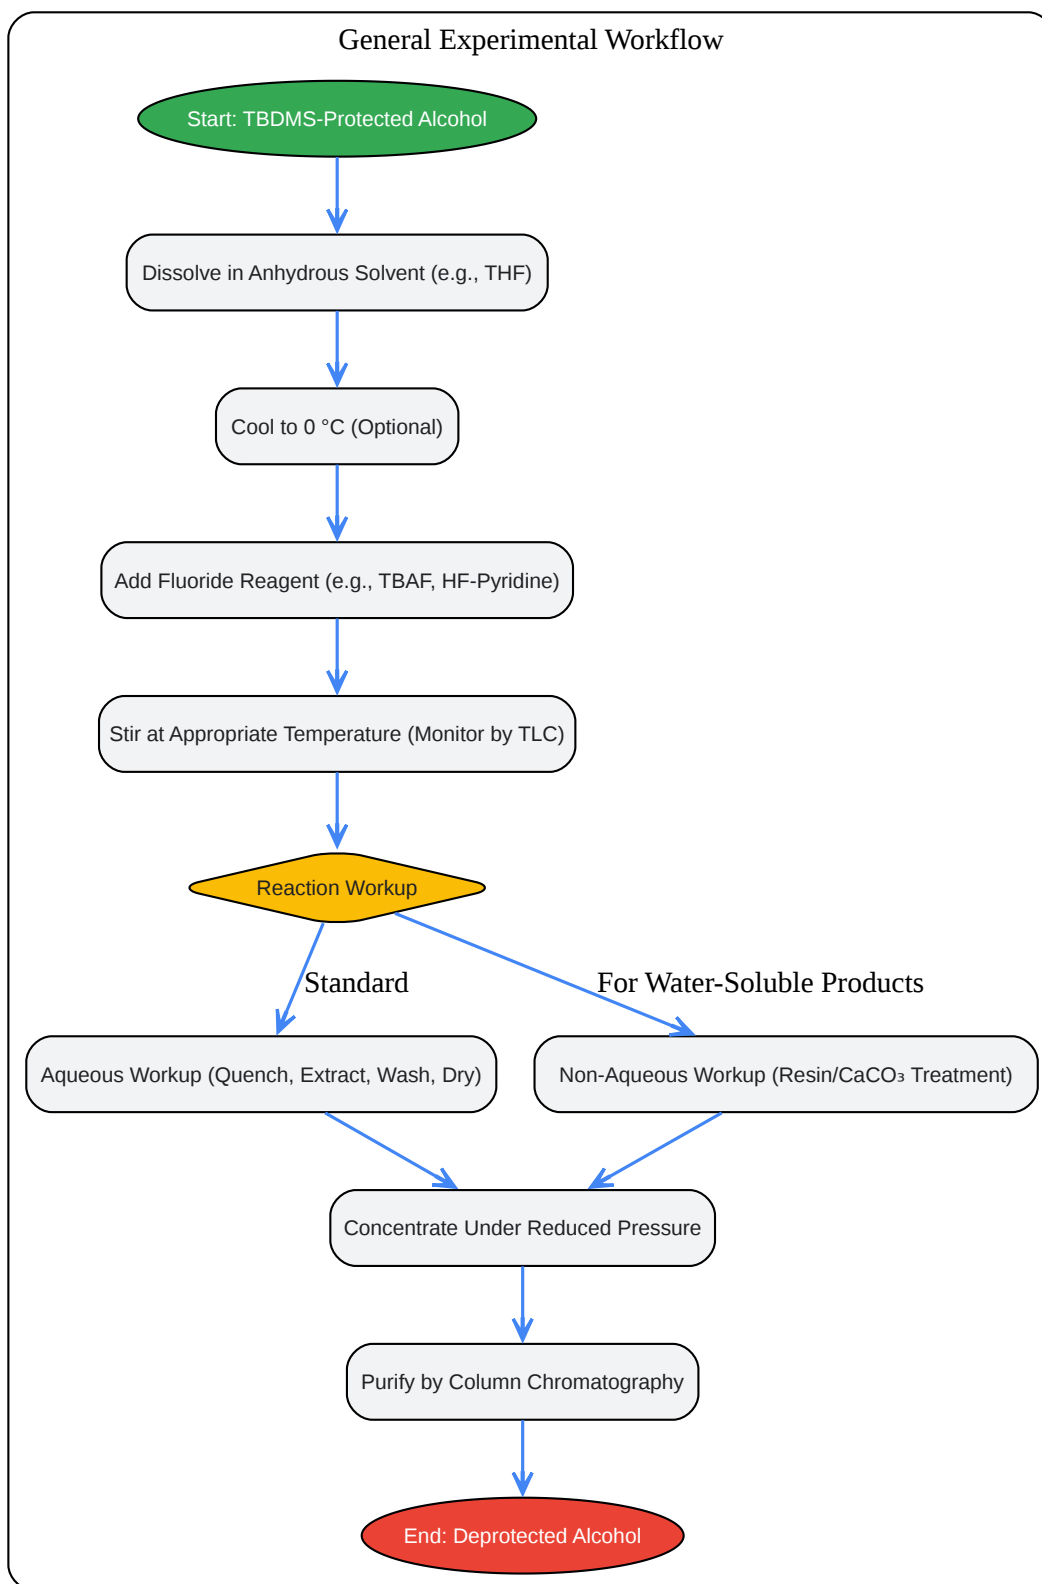 General Experimental Workflow
Start: TBDMS-Protected Alcohol
Dissolve in Anhydrous Solvent (e.g., THF)
Cool to 0 °C (Optional)
Add Fluoride Reagent (e.g., TBAF, HF-Pyridine)
Stir at Appropriate Temperature (Monitor by TLC)
Reaction Workup
Standard
For Water-Soluble Products
Aqueous Workup (Quench, Extract, Wash, Dry)
Non-Aqueous Workup (Resin/CaCO₃ Treatment)
Concentrate Under Reduced Pressure
Purify by Column Chromatography
End: Deprotected Alcohol